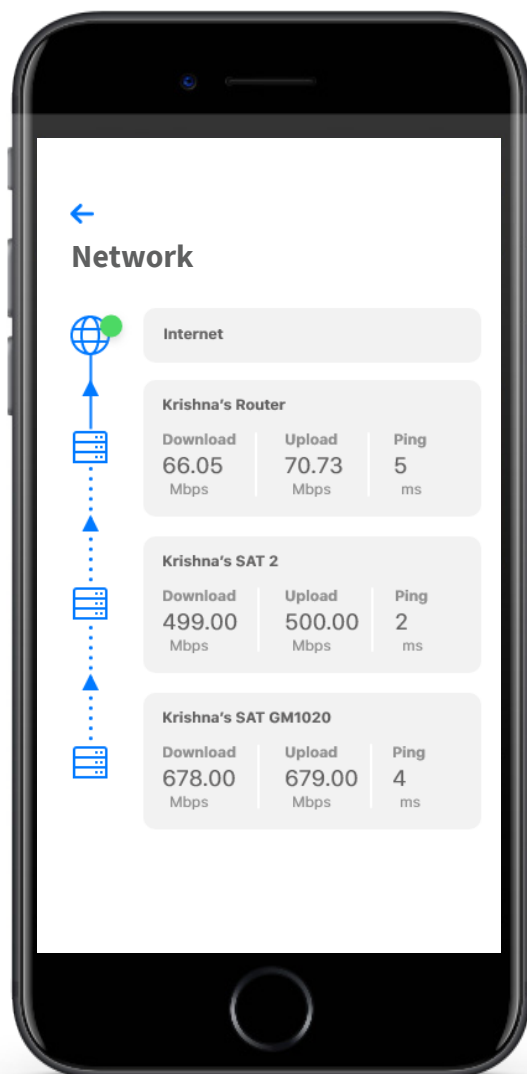 Network
Internet
Krishna's Router
Download Upload Ping
66.05 70.73 5
Mbps Mbps ms
Krishna's SAT 2
Download Upload Ping
499.00 500.00 2
Mbps Mbps ms
Krishna's SAT GM1020
Download Upload Ping
678.00 679.00 4
Mbps Mbps ms